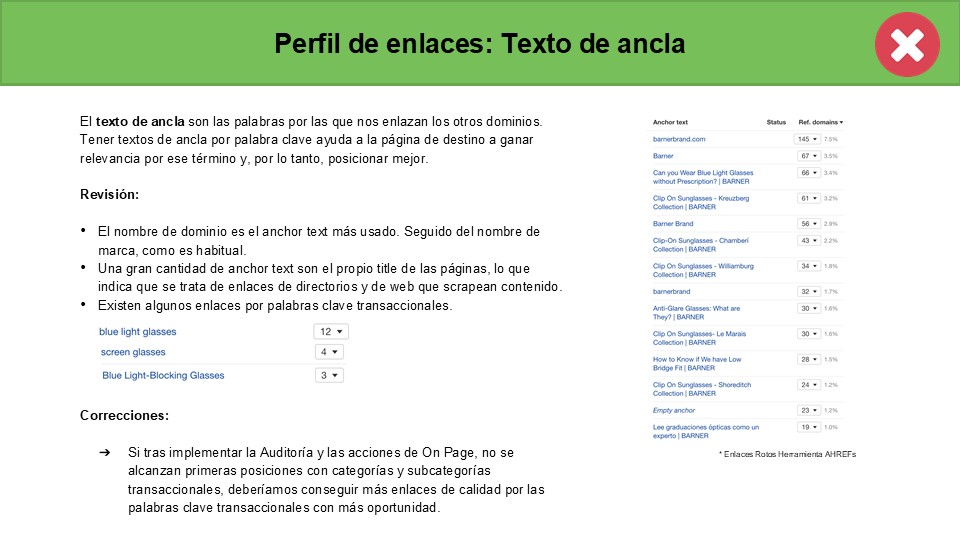 Perfil de enlaces: Texto de ancla
El texto de ancla son las palabras por las que nos enlazan los otros dominios.
Tener textos de ancla por palabra clave ayuda a la página de destino a ganar
relevancia por ese término y, por lo tanto, posicionar mejor.
Revisión:
• El nombre de dominio es el anchor text más usado. Seguido del nombre de
marca, como es habitual.
• Una gran cantidad de anchor text son el propio title de las páginas, lo que
indica que se trata de enlaces de directorios y de web que scrapean contenido.
• Existen algunos enlaces por palabras clave transaccionales.
blue light glasses 12
screen glasses 4
Blue Light-Blocking Glasses 3
Correcciones:
➔ Si tras implementar la Auditoría y las acciones de On Page, no se
alcanzan primeras posiciones con categorías y subcategorías
transaccionales, deberíamos conseguir más enlaces de calidad por las
palabras clave transaccionales con más oportunidad.
Anchor text Status Ref. domains
barnerbrand.com 145 7.5%
Barner 67 3.5%
Can you Wear Blue Light Glasses 66 3.4%
without Prescription? | BARNER
Clip On Sunglasses - Kreuzberg 61 3.2%
Collection | BARNER
Barner Brand 56 2.9%
Clip-On Sunglasses - Chamberí 43 2.2%
Collection | BARNER
Clip On Sunglasses - Williamburg 34 1.8%
Collection | BARNER
barnerbrand 32 1.7%
Anti-Glare Glasses: What are 30 1.6%
They? | BARNER
Clip On Sunglasses- Le Marais 30 1.6%
Collection | BARNER
How to Know if We have Low 28 1.5%
Bridge Fit | BARNER
Clip On Sunglasses - Shoreditch 24 1.2%
Collection | BARNER
Empty anchor 23 1.2%
Lee graduaciones ópticas como un 19 1.0%
experto | BARNER
* Enlaces Rotos Herramienta AHREFs